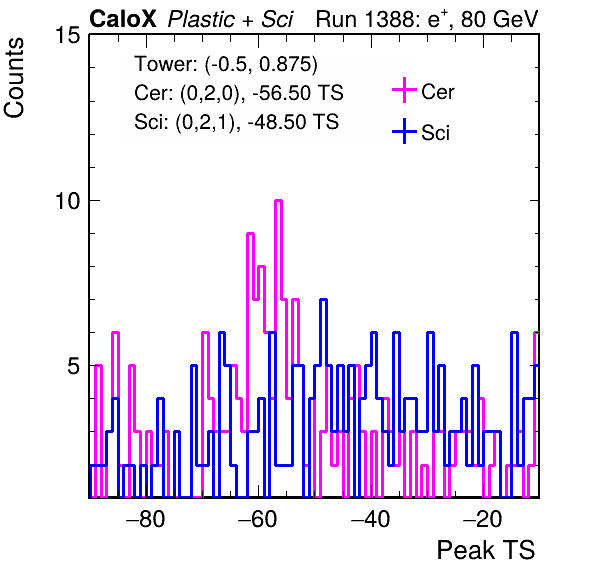 CaloX Plastic + Sci Run 1388: e⁺, 80 GeV
Counts
15
10
5
Tower: (-0.5, 0.875)
Cer: (0,2,0), -56.50 TS
Sci: (0,2,1), -48.50 TS
Cer
Sci
−80 −60 −40 −20
Peak TS